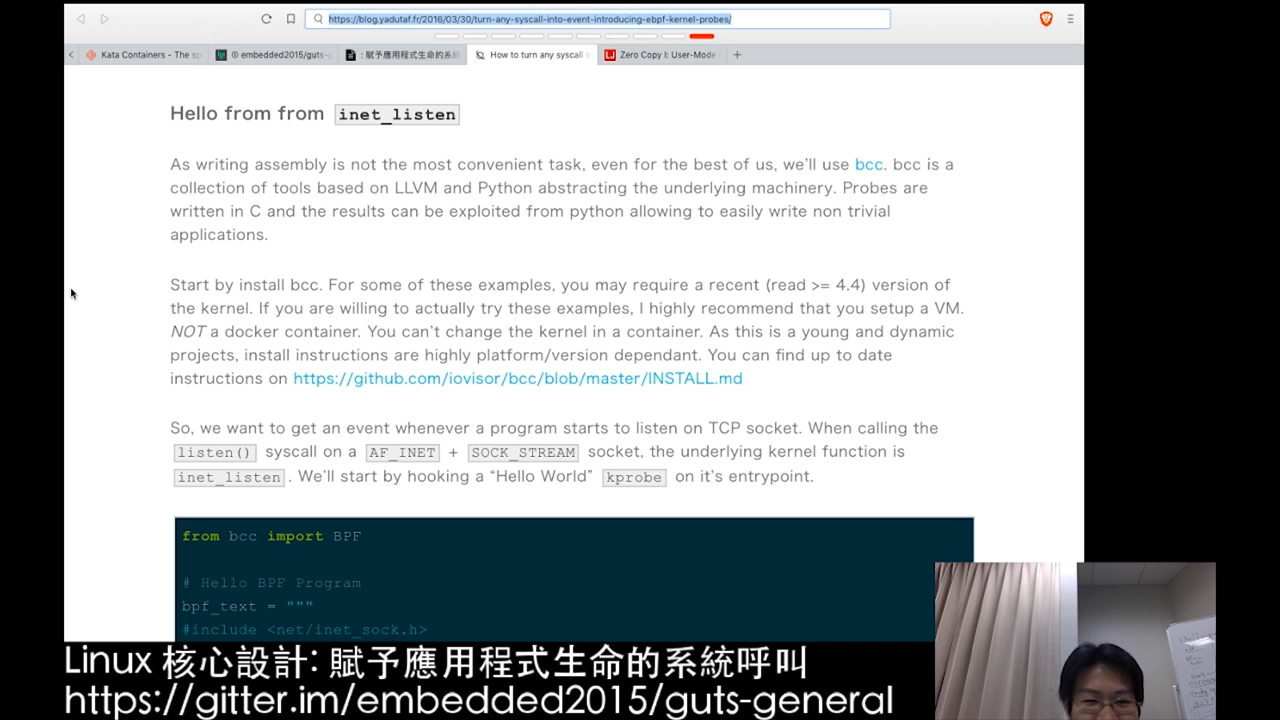 https://blog.yadutaf.fr/2016/03/30/turn-any-syscall-into-event-introducing-ebpf-kernel-probes/
Kata Containers - The sp
embedded2015/guts-g
: 賦予應用程式生命的系統
How to turn any syscall i
Zero Copy I: User-Mode
Hello from from inet_listen
As writing assembly is not the most convenient task, even for the best of us, we'll use bcc. bcc is a
collection of tools based on LLVM and Python abstracting the underlying machinery. Probes are
written in C and the results can be exploited from python allowing to easily write non trivial
applications.
Start by install bcc. For some of these examples, you may require a recent (read >= 4.4) version of
the kernel. If you are willing to actually try these examples, I highly recommend that you setup a VM.
NOT a docker container. You can't change the kernel in a container. As this is a young and dynamic
projects, install instructions are highly platform/version dependant. You can find up to date
instructions on https://github.com/iovisor/bcc/blob/master/INSTALL.md
So, we want to get an event whenever a program starts to listen on TCP socket. When calling the
listen() syscall on a AF_INET + SOCK_STREAM socket, the underlying kernel function is
inet_listen. We'll start by hooking a “Hello World” kprobe on it's entrypoint.
from bcc import BPF
# Hello BPF Program
bpf_text = """
#include <net/inet_sock.h>
Linux 核心設計: 賦予應用程式生命的系統呼叫
https://gitter.im/embedded2015/guts-general